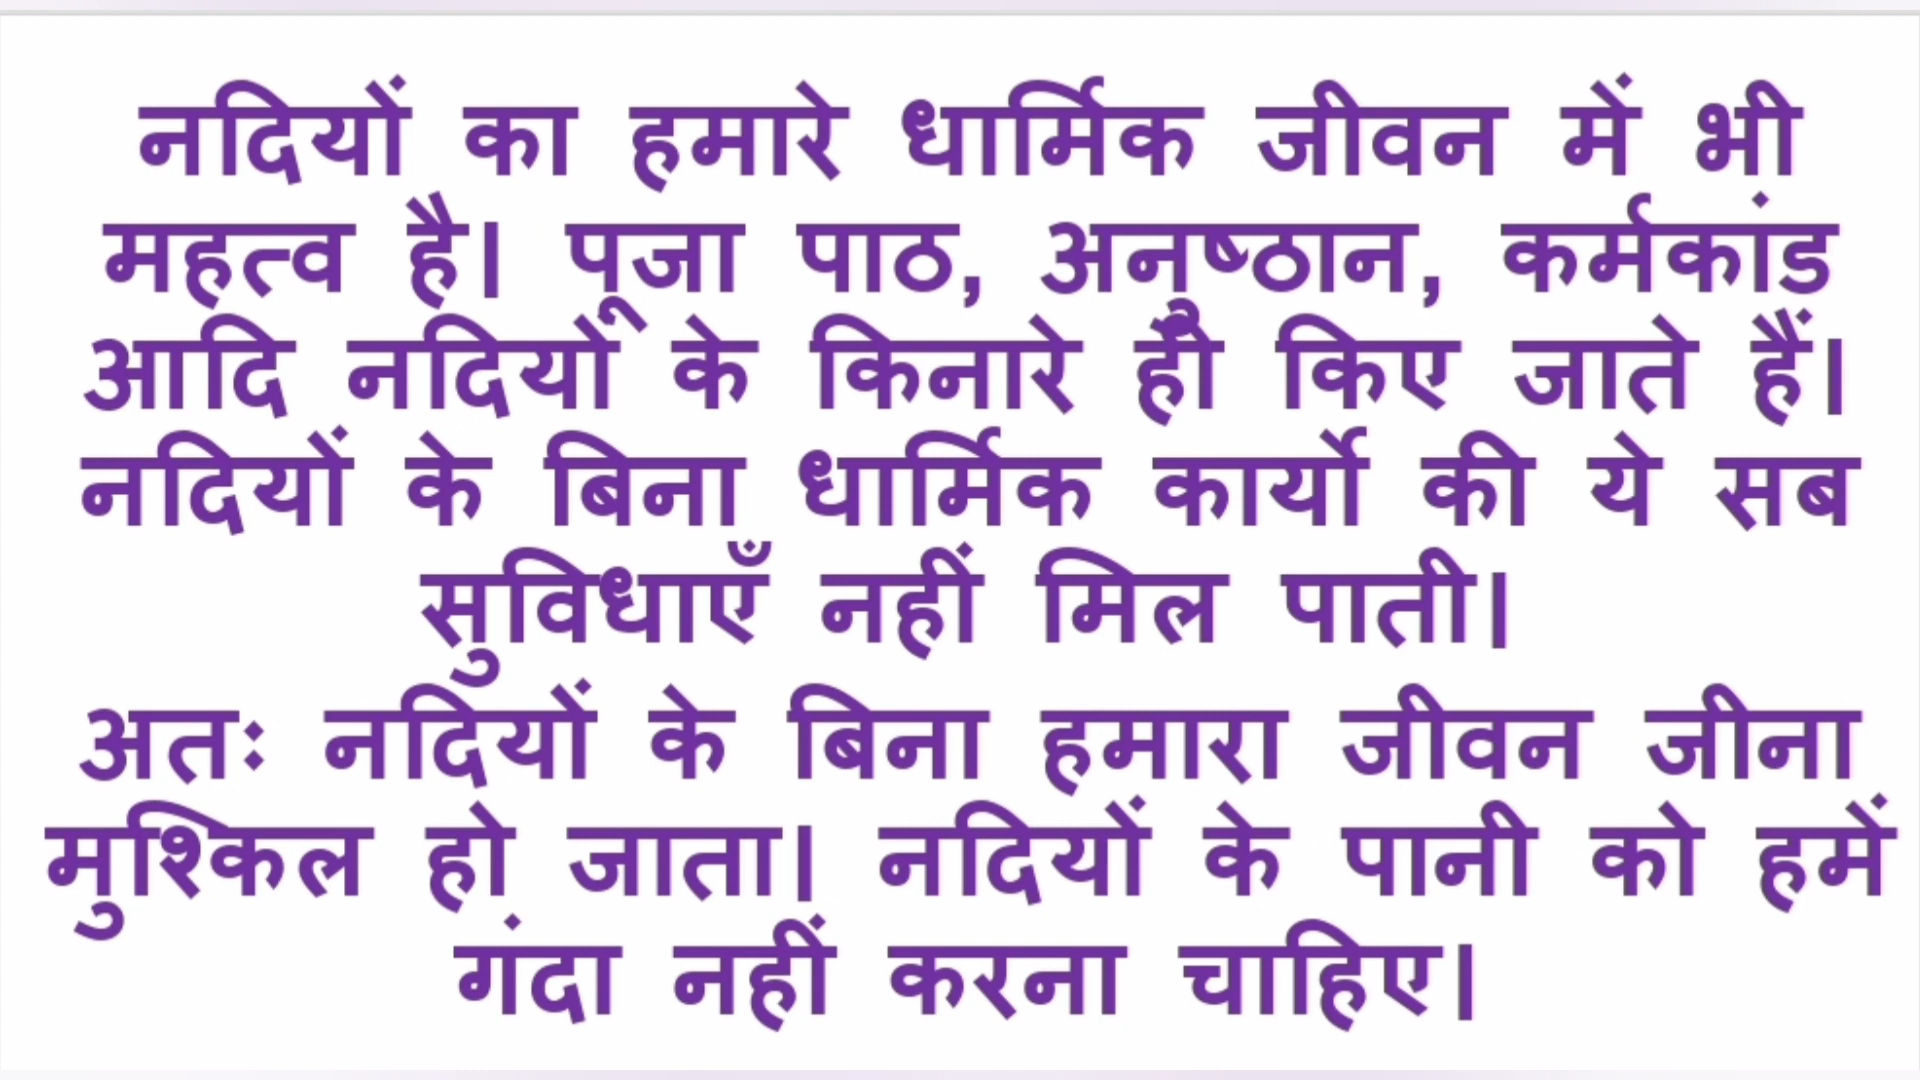 नदियों का हमारे धार्मिक जीवन में भी
महत्व है। पूजा पाठ, अनुष्ठान, कर्मकांड
आदि नदियों के किनारे ही किए जाते हैं।
नदियों के बिना धार्मिक कार्यो की ये सब
सुविधाएँ नहीं मिल पाती।
अतः नदियों के बिना हमारा जीवन जीना
मुश्किल हो जाता। नदियों के पानी को हमें
गंदा नहीं करना चाहिए।